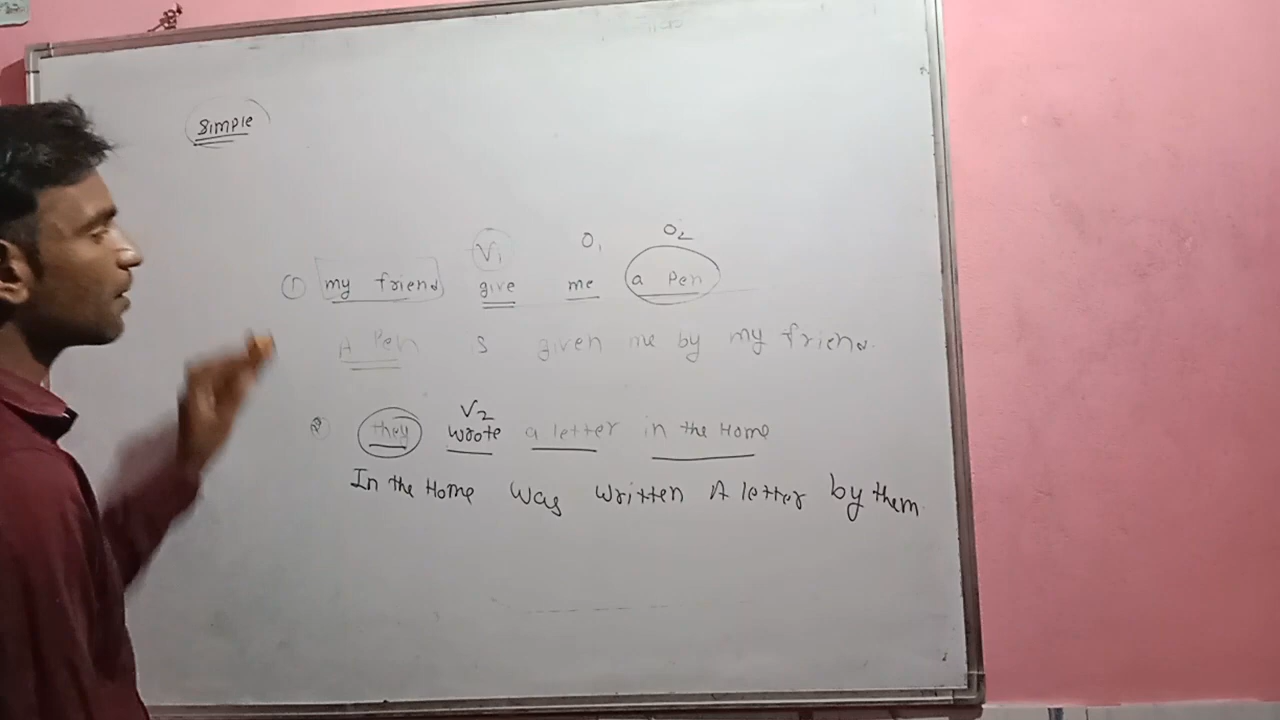 Simple
V1 O1 O2
① my friend give me a Pen
A Pen is given me by my friend.
V2
② they wrote a letter in the Home
In the Home was written A letter by them.